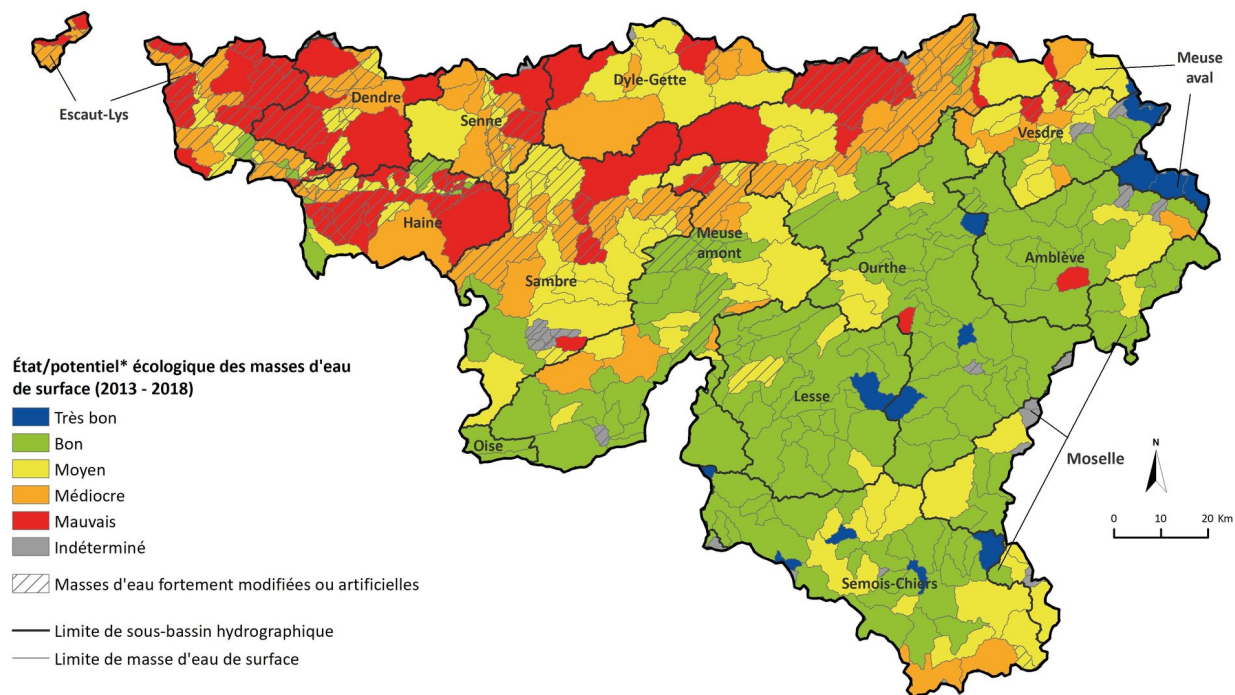 Escaut-Lys
Dendre
Senne
Dyle-Gette
Meuse
aval
Vesdre
Haine
Meuse
amont
Sambre
Ourthe
Amblève
Lesse
Oise
Moselle
Semois-Chiers
N
0 10 20 Km
État/potentiel* écologique des masses d'eau
de surface (2013 - 2018)
Très bon
Bon
Moyen
Médiocre
Mauvais
Indéterminé
Masses d'eau fortement modifiées ou artificielles
Limite de sous-bassin hydrographique
Limite de masse d'eau de surface